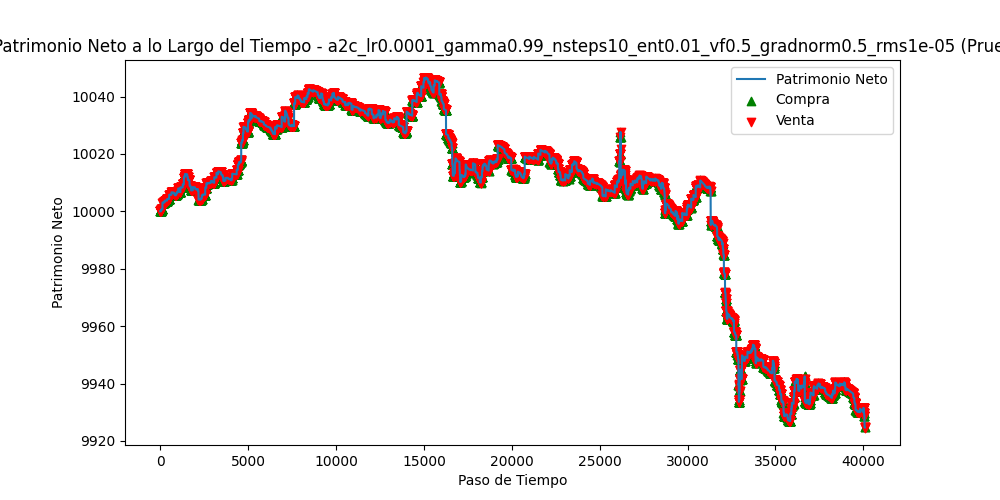 Patrimonio Neto a lo Largo del Tiempo - a2c_lr0.0001_gamma0.99_nsteps10_ent0.01_vf0.5_gradnorm0.5_rms1e-05 (Prue
Patrimonio Neto
Compra
Venta
10040
10020
10000
9980
9960
9940
9920
Patrimonio Neto
0 5000 10000 15000 20000 25000 30000 35000 40000
Paso de Tiempo